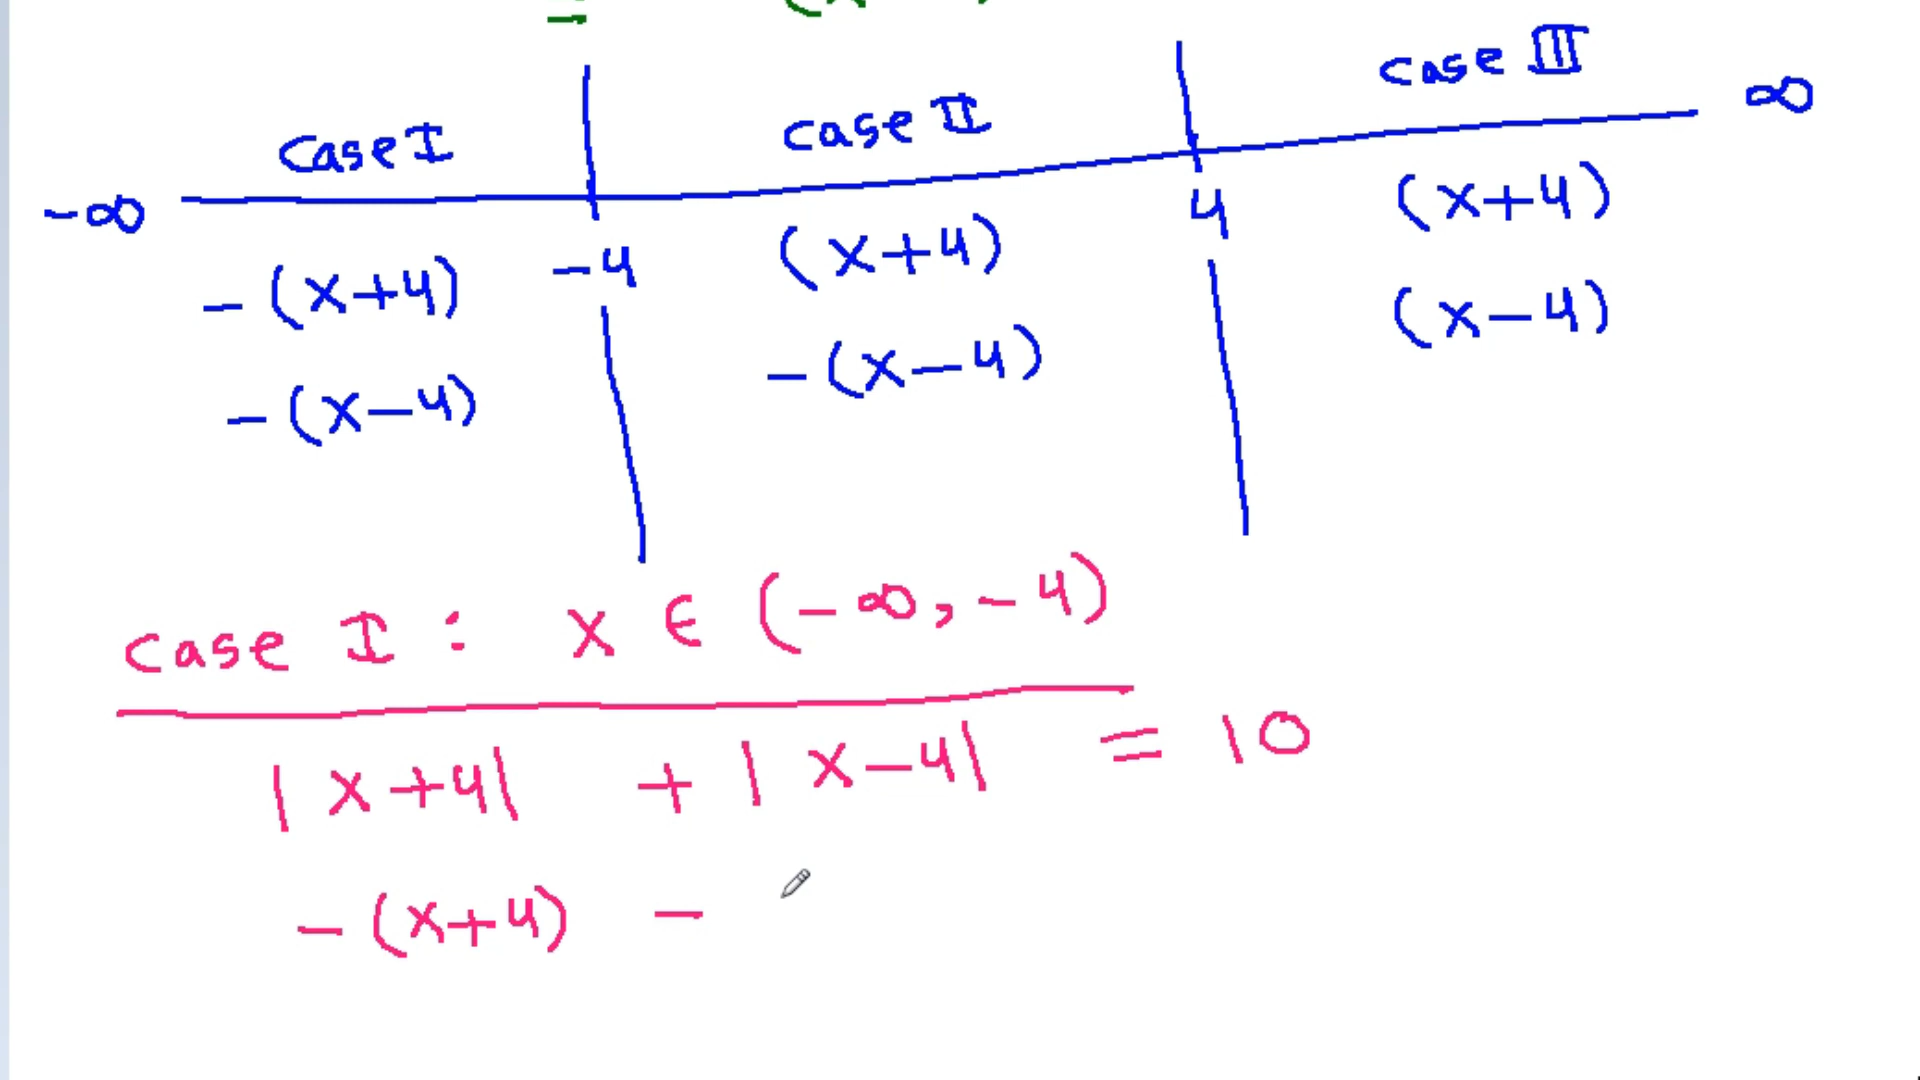 case I case II case III
-∞ -4 4 ∞
-(x+4) (x+4) (x+4)
-(x-4) -(x-4) (x-4)
case I : x ∈ (-∞, -4)
|x+4| + |x-4| = 10
-(x+4) -